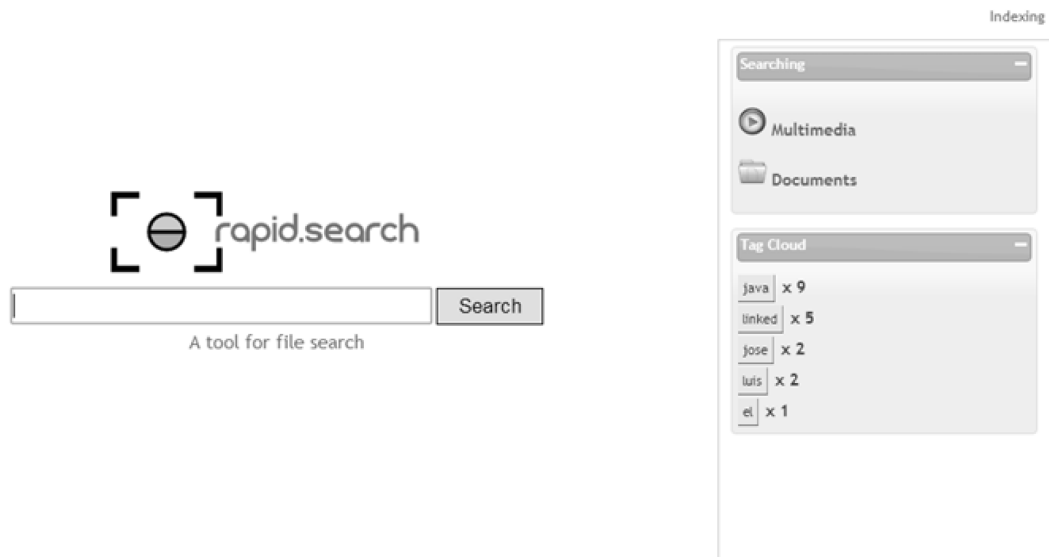 Indexing
Searching
Multimedia
Documents
rapid.search
Search
A tool for file search
Tag Cloud
java x 9
linked x 5
jose x 2
luis x 2
el x 1